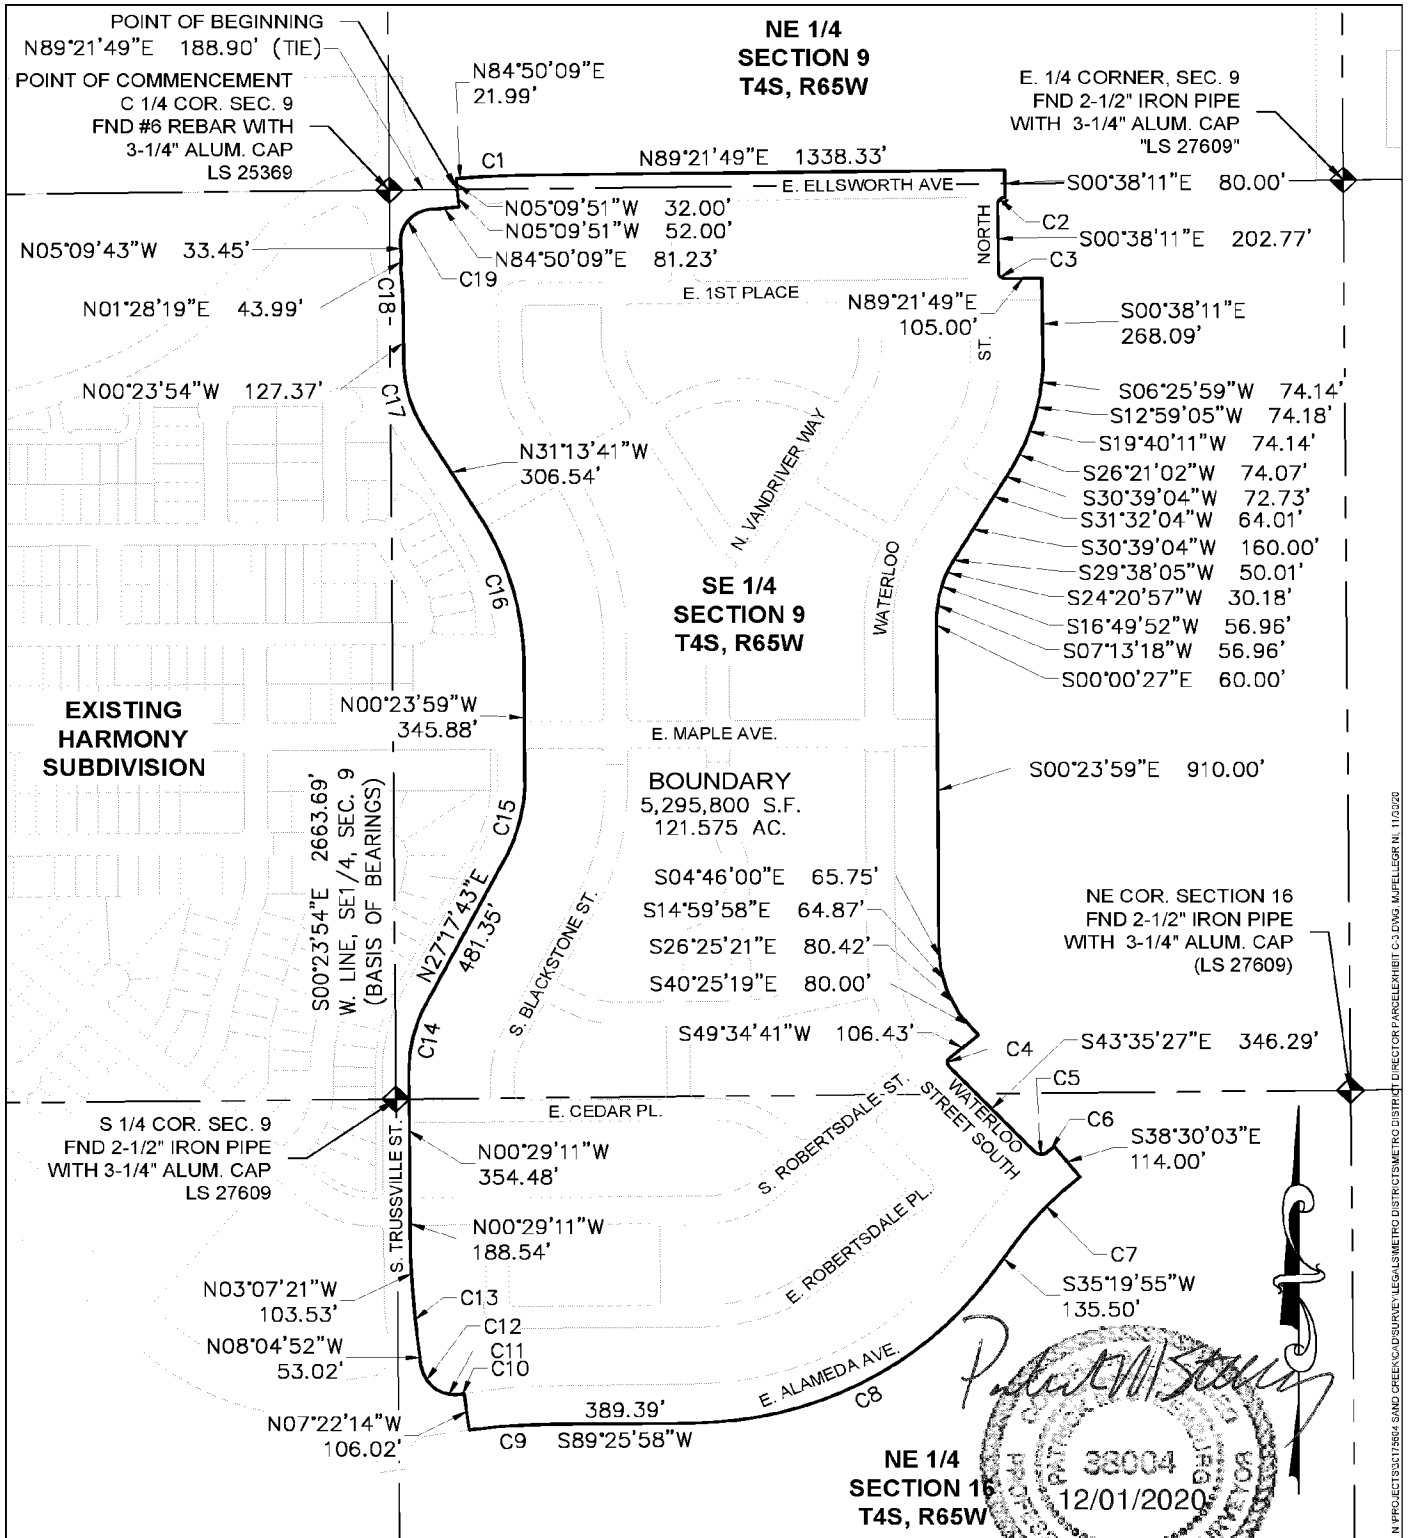 POINT OF BEGINNING
N89°21'49"E 188.90' (TIE)
POINT OF COMMENCEMENT
C 1/4 COR. SEC. 9
FND #6 REBAR WITH
3-1/4" ALUM. CAP
LS 25369
N84°50'09"E
21.99'
NE 1/4
SECTION 9
T4S, R65W
E. 1/4 CORNER, SEC. 9
FND 2-1/2" IRON PIPE
WITH 3-1/4" ALUM. CAP
"LS 27609"
C1
N89°21'49"E 1338.33'
E. ELLSWORTH AVE
S00°38'11"E 80.00'
N05°09'51"W 32.00'
N05°09'51"W 52.00'
N84°50'09"E 81.23'
C2
S00°38'11"E 202.77'
C3
NORTH
N05°09'43"W 33.45'
C19
N01°28'19"E 43.99'
C18
E. 1ST PLACE
N89°21'49"E
105.00'
S00°38'11"E
268.09'
ST.
N00°23'54"W 127.37'
C17
S06°25'59"W 74.14'
S12°59'05"W 74.18'
S19°40'11"W 74.14'
S26°21'02"W 74.07'
S30°39'04"W 72.73'
S31°32'04"W 64.01'
S30°39'04"W 160.00'
S29°38'05"W 50.01'
S24°20'57"W 30.18'
S16°49'52"W 56.96'
S07°13'18"W 56.96'
S00°00'27"E 60.00'
N31°13'41"W
306.54'
N. VANDRIVER WAY
C16
WATERLOO
SE 1/4
SECTION 9
T4S, R65W
EXISTING
HARMONY
SUBDIVISION
N00°23'59"W
345.88'
E. MAPLE AVE.
S00°23'59"E 910.00'
BOUNDARY
5,295,800 S.F.
121.575 AC.
S00°23'54"E 2663.69'
W. LINE, SE1/4, SEC. 9
(BASIS OF BEARINGS)
C15
N27°17'43"E
481.35'
S. BLACKSTONE ST.
C14
S04°46'00"E 65.75'
S14°59'58"E 64.87'
S26°25'21"E 80.42'
S40°25'19"E 80.00'
S49°34'41"W 106.43'
NE COR. SECTION 16
FND 2-1/2" IRON PIPE
WITH 3-1/4" ALUM. CAP
(LS 27609)
C4
S43°35'27"E 346.29'
C5
C6
WATERLOO
STREET SOUTH
S38°30'03"E
114.00'
S 1/4 COR. SEC. 9
FND 2-1/2" IRON PIPE
WITH 3-1/4" ALUM. CAP
LS 27609
E. CEDAR PL.
N00°29'11"W
354.48'
S. TRUSSVILLE ST.
S. ROBERTSDALE ST.
E. ROBERTSDALE PL.
N00°29'11"W
188.54'
C7
S35°19'55"W
135.50'
N03°07'21"W
103.53'
C13
C12
C11
C10
N08°04'52"W
53.02'
E. ALAMEDA AVE.
C8
N07°22'14"W
106.02'
C9
389.39'
S89°25'58"W
NE 1/4
SECTION 16
T4S, R65W
38004
12/01/2020